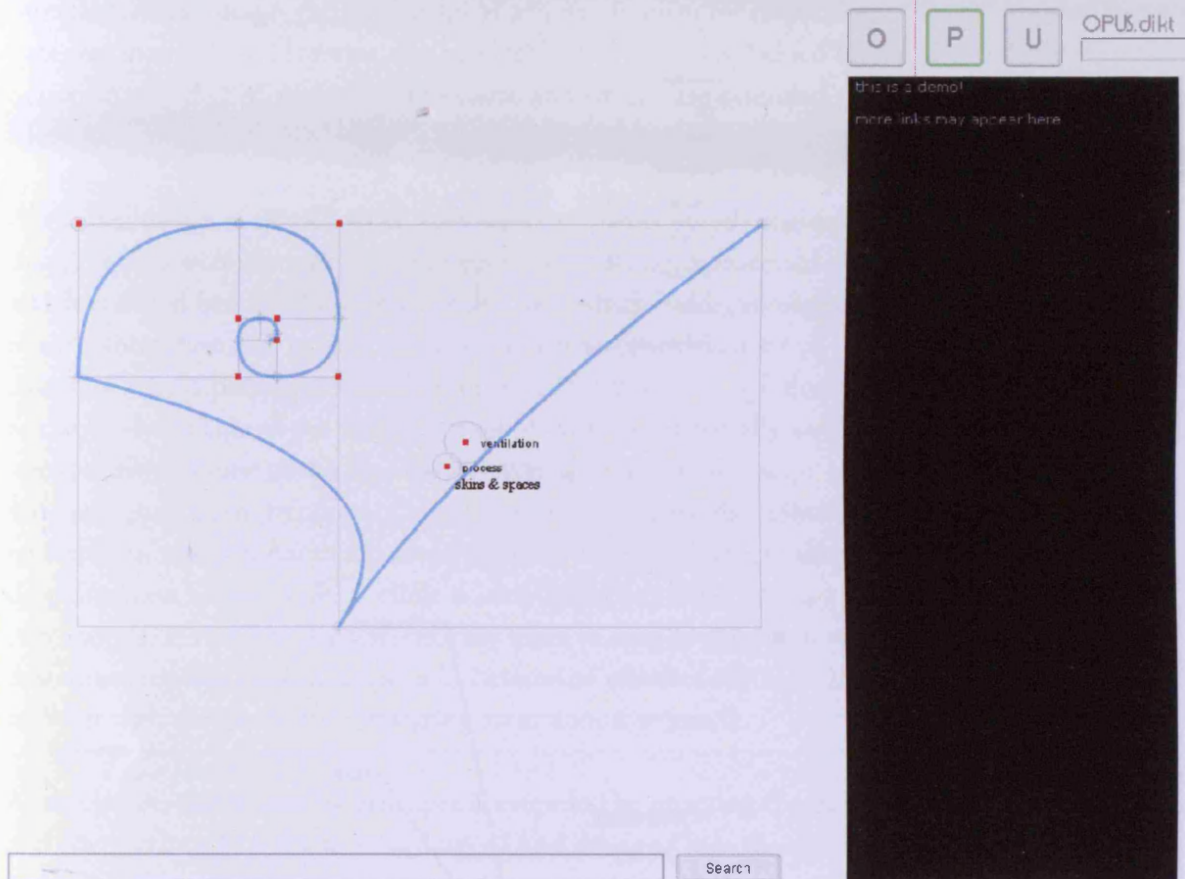 O P U OPUS.dikt
this is a demo!
more links may appear here
ventilation
process
skins & spaces
Search